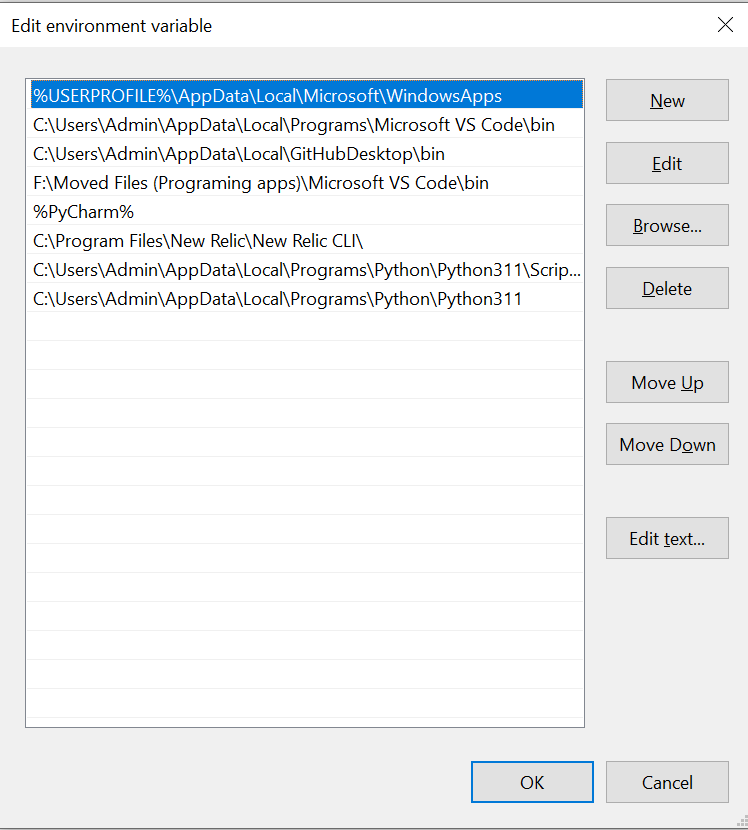 Edit environment variable
%USERPROFILE%\AppData\Local\Microsoft\WindowsApps
C:\Users\Admin\AppData\Local\Programs\Microsoft VS Code\bin
C:\Users\Admin\AppData\Local\GitHubDesktop\bin
F:\Moved Files (Programing apps)\Microsoft VS Code\bin
%PyCharm%
C:\Program Files\New Relic\New Relic CLI\
C:\Users\Admin\AppData\Local\Programs\Python\Python311\Scrip...
C:\Users\Admin\AppData\Local\Programs\Python\Python311
New
Edit
Browse...
Delete
Move Up
Move Down
Edit text...
OK
Cancel